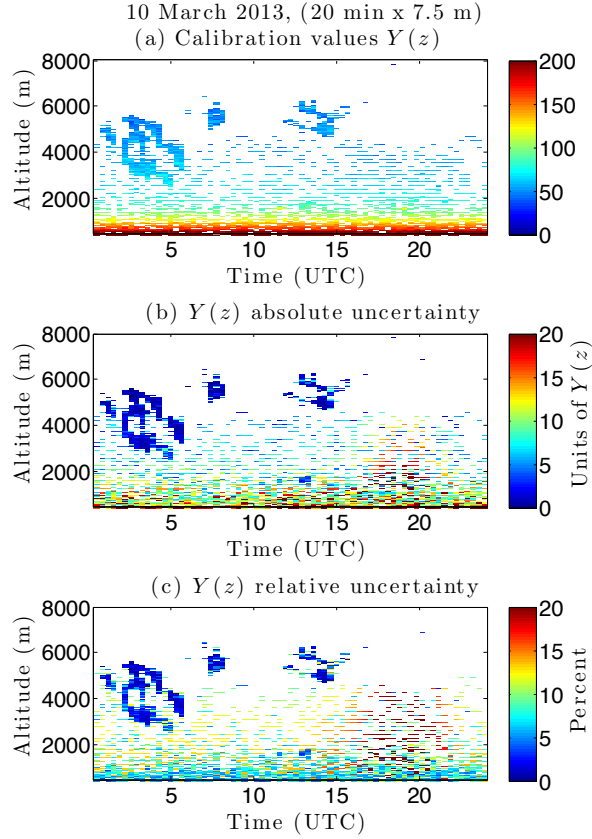 10 March 2013, (20 min x 7.5 m)
(a) Calibration values Y(z)
Altitude (m)
8000
6000
4000
2000
5 10 15 20
Time (UTC)
200
150
100
50
0
(b) Y(z) absolute uncertainty
Altitude (m)
8000
6000
4000
2000
5 10 15 20
Time (UTC)
20
15
10
5
0
Units of Y(z)
(c) Y(z) relative uncertainty
Altitude (m)
8000
6000
4000
2000
5 10 15 20
Time (UTC)
20
15
10
5
0
Percent